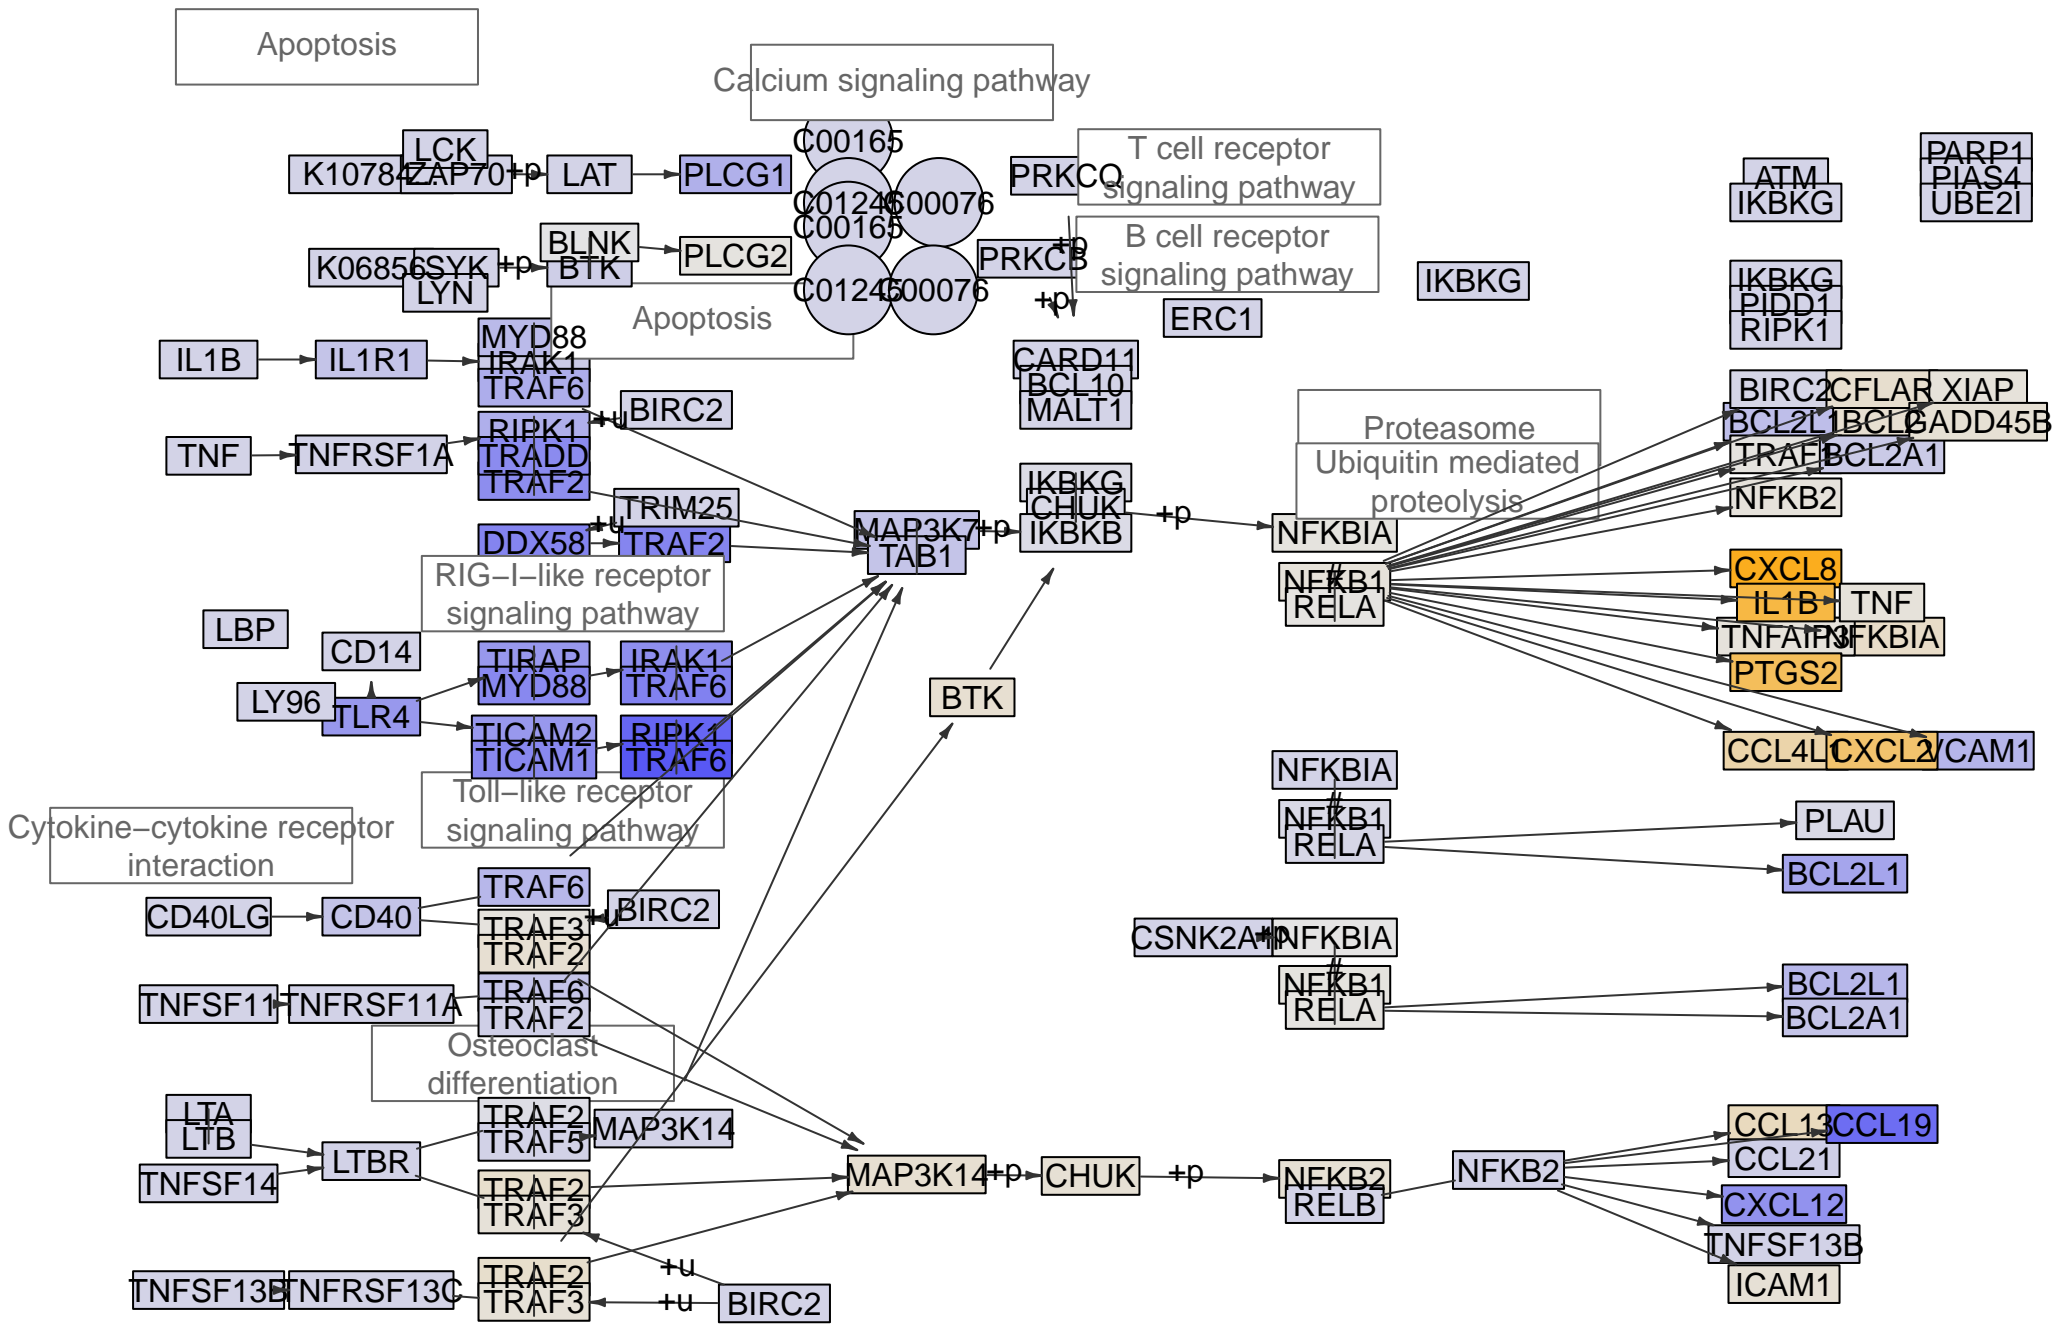 Apoptosis
Calcium signaling pathway
C00165
T cell receptor
signaling pathway
LCK
K10784
ZAP70
+p
LAT
PLCG1
PRKCQ
C01246
C00076
C00165
PARP1
ATM
PIAS4
IKBKG
UBE2I
B cell receptor
signaling pathway
BLNK
PLCG2
K06856
SYK
+p
BTK
LYN
PRKCB
+p
+p
C01245
C00076
IKBKG
IKBKG
PIDD1
RIPK1
ERC1
Apoptosis
MYD88
IRAK1
TRAF6
IL1B
IL1R1
CARD11
BCL10
MALT1
BIRC2
CFLAR
XIAP
BCL2L1
BCL2
GADD45B
TRAF1
BCL2A1
NFKB2
BIRC2
+u
RIPK1
TRADD
TRAF2
TNF
TNFRSF1A
Proteasome
Ubiquitin mediated
proteolysis
IKBKG
CHUK
IKBKB
+p
NFKBIA
TRIM25
+u
DDX58
TRAF2
MAP3K7
+p
TAB1
RIG-I-like receptor
signaling pathway
NFKB1
RELA
CXCL8
IL1B
TNF
TNFAIP3
NFKBIA
PTGS2
LBP
CD14
LY96
TLR4
TIRAP
MYD88
IRAK1
TRAF6
BTK
TICAM2
TICAM1
RIPK1
TRAF6
CCL4L1
CXCL2
VCAM1
Toll-like receptor
signaling pathway
NFKBIA
NFKB1
RELA
PLAU
BCL2L1
Cytokine-cytokine receptor
interaction
TRAF6
CD40LG
CD40
TRAF3
TRAF2
+u
BIRC2
CSNK2A1
+p
NFKBIA
NFKB1
RELA
BCL2L1
BCL2A1
TNFSF11
TNFRSF11A
TRAF6
TRAF2
Osteoclast
differentiation
LTA
LTB
TNFSF14
LTBR
TRAF2
TRAF5
MAP3K14
TRAF2
TRAF3
MAP3K14
+p
CHUK
+p
NFKB2
RELB
NFKB2
CCL13
CCL19
CCL21
CXCL12
TNFSF13B
ICAM1
TNFSF13B
TNFRSF13C
TRAF2
TRAF3
+u
+u
BIRC2